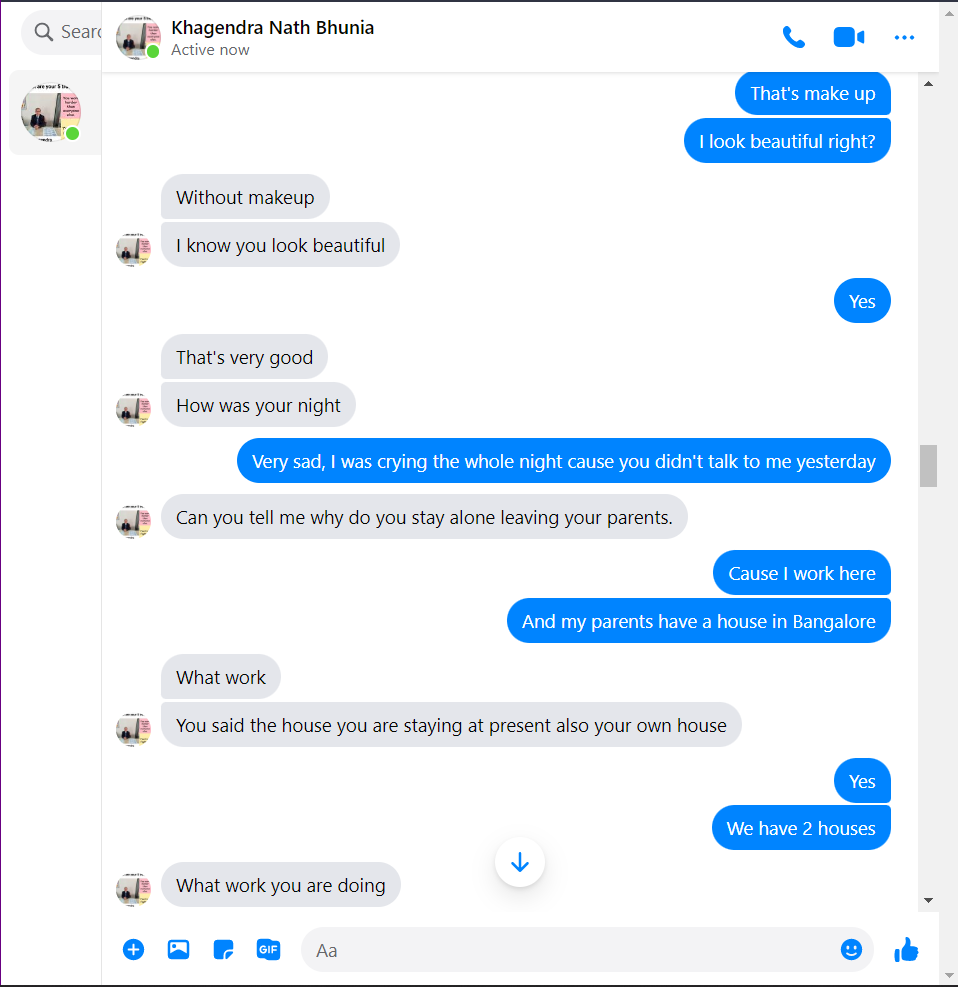 Khagendra Nath Bhunia
Active now
Sear
That's make up
I look beautiful right?
Without makeup
I know you look beautiful
Yes
That's very good
How was your night
Very sad, I was crying the whole night cause you didn't talk to me yesterday
Can you tell me why do you stay alone leaving your parents.
Cause I work here
And my parents have a house in Bangalore
What work
You said the house you are staying at present also your own house
Yes
We have 2 houses
What work you are doing
GIF
Aa